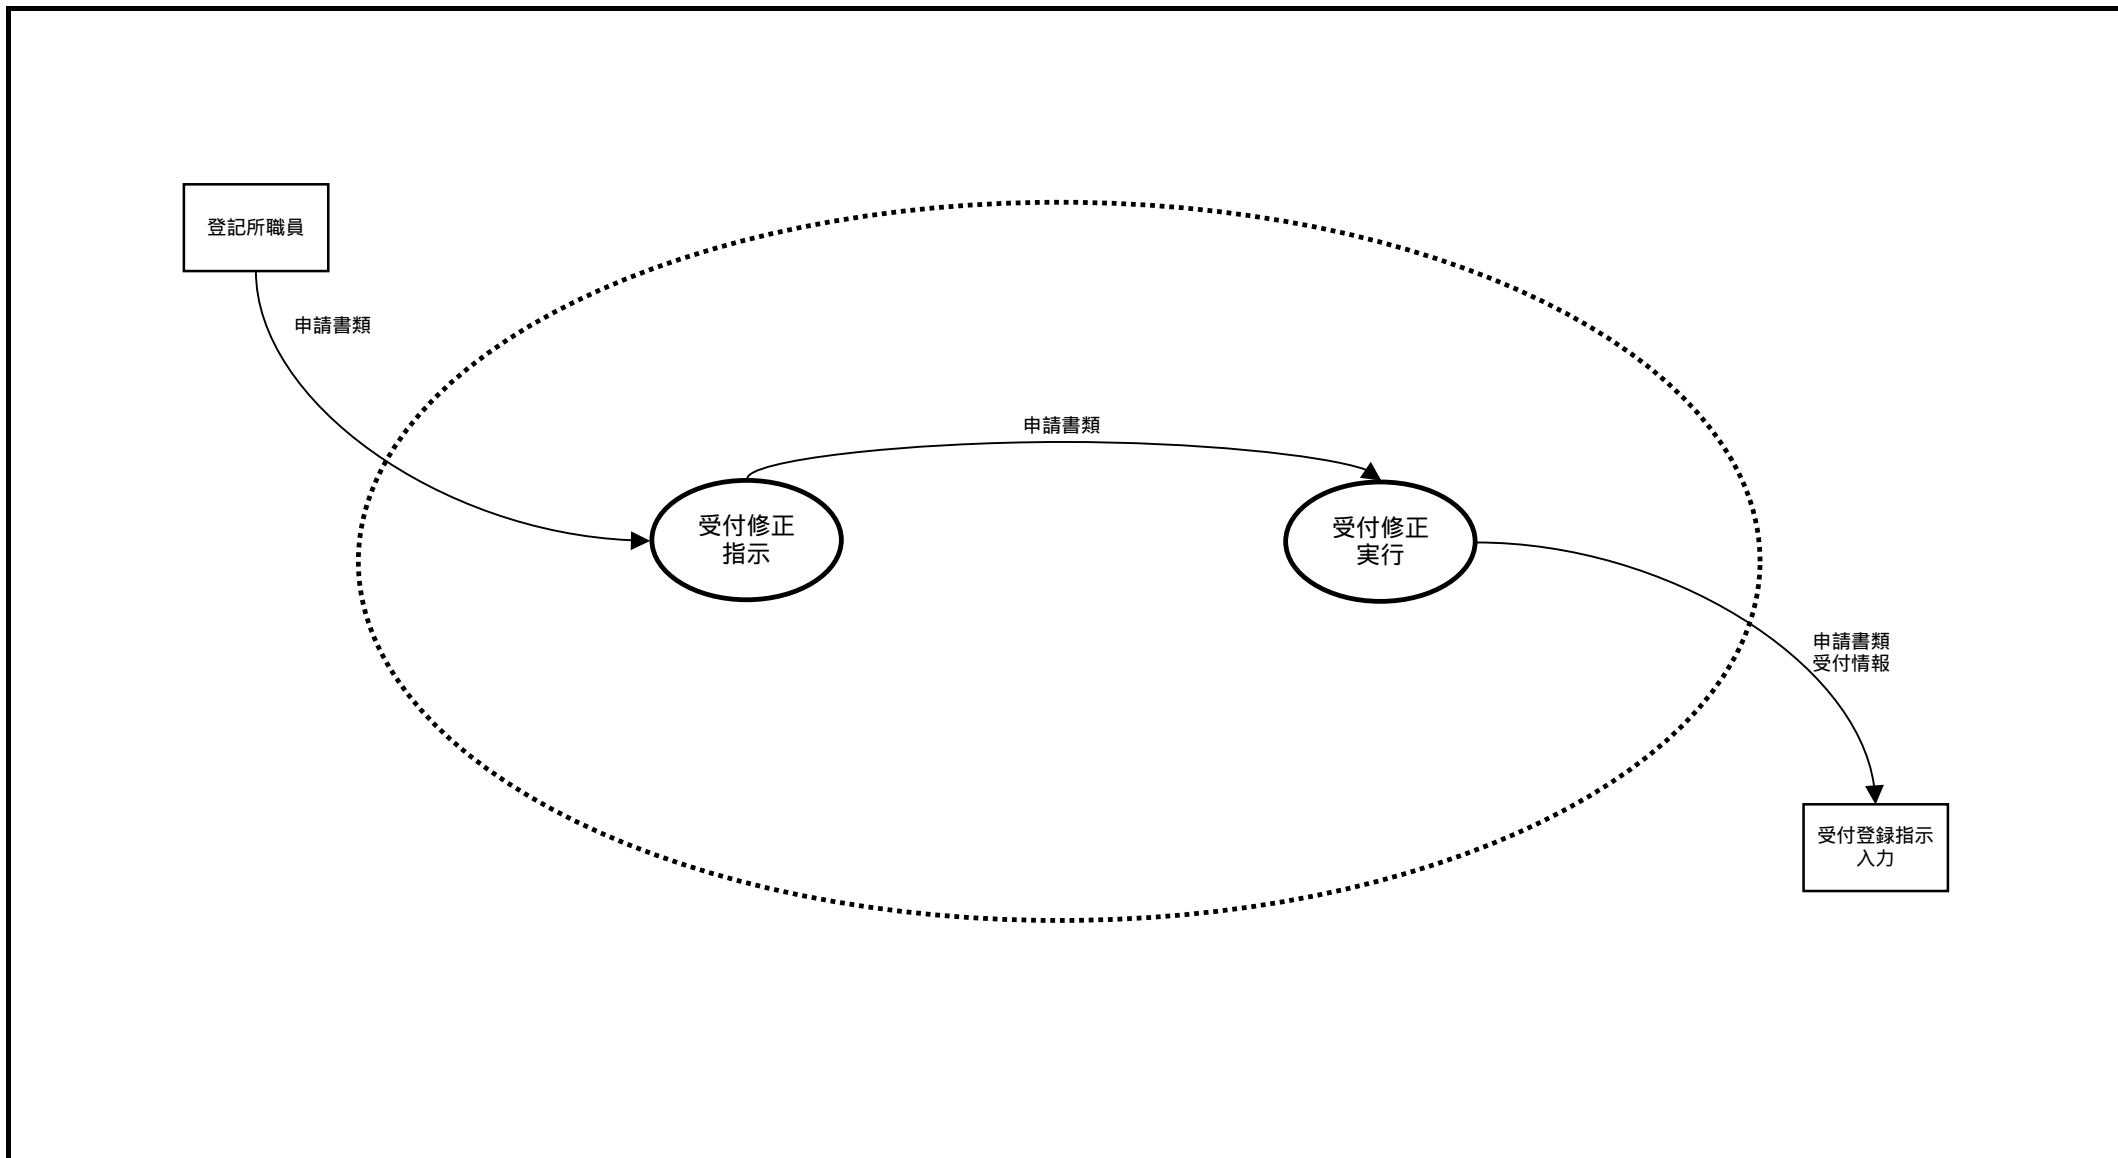 登記所職員
申請書類
申請書類
受付修正
指示
受付修正
実行
申請書類
受付情報
受付登録指示
入力